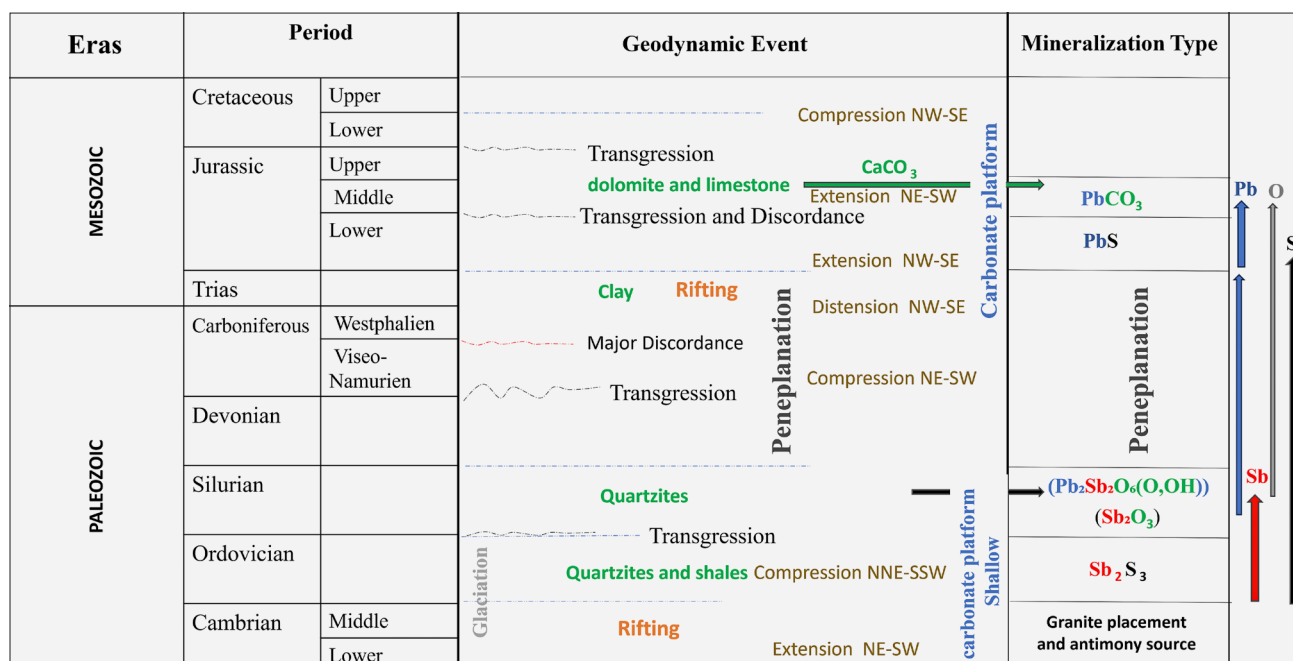 Eras
Period
Geodynamic Event
Mineralization Type
MESOZOIC
Cretaceous
Upper
Lower
Compression NW-SE
Jurassic
Upper
Middle
Lower
Transgression
dolomite and limestone
CaCO₃
Extension NE-SW
Transgression and Discordance
Extension NW-SE
Carbonate platform
PbCO₃
PbS
Pb
O
S
Trias
Clay
Rifting
Distension NW-SE
PALEOZOIC
Carboniferous
Westphalien
Viseo-
Namurien
Major Discordance
Compression NE-SW
Transgression
Peneplanation
Peneplanation
Devonian
Silurian
Quartzites
(Pb₂Sb₂O₆(O,OH))
(Sb₂O₃)
Sb
Transgression
Ordovician
Glaciation
Quartzites and shales
Compression NNE-SSW
carbonate platform
Shallow
Sb₂S₃
Cambrian
Middle
Lower
Rifting
Extension NE-SW
Granite placement
and antimony source